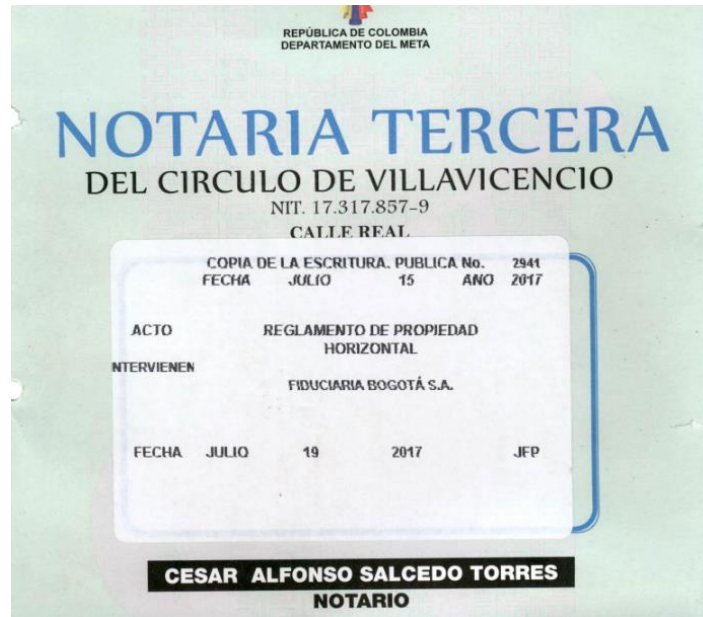 REPÚBLICA DE COLOMBIA
DEPARTAMENTO DEL META
NOTARIA TERCERA
DEL CIRCULO DE VILLAVICENCIO
NIT. 17.317.857-9
CALLE REAL
COPIA DE LA ESCRITURA. PUBLICA No. 2941
FECHA JULIO 15 ANO 2017
ACTO REGLAMENTO DE PROPIEDAD
HORIZONTAL
NTERVIENEN
FIDUCIARIA BOGOTÁ S.A.
FECHA JULIO 19 2017 JFP
CESAR ALFONSO SALCEDO TORRES
NOTARIO